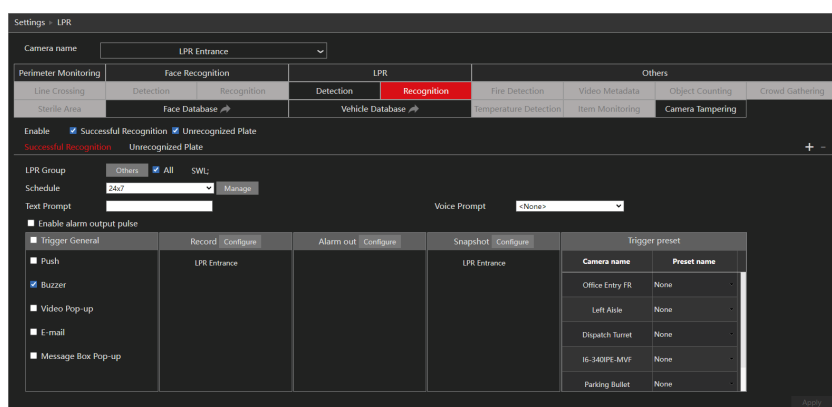 Settings ▸ LPR
Camera name LPR Entrance
Perimeter Monitoring Face Recognition LPR Others
Line Crossing Detection Recognition Detection Recognition Fire Detection Video Metadata Object Counting Crowd Gathering
Sterile Area Face Database Vehicle Database Temperature Detection Item Monitoring Camera Tampering
Enable Successful Recognition Unrecognized Plate
Successful Recognition Unrecognized Plate + -
LPR Group Others All SWL;
Schedule 24x7 Manage
Text Prompt Voice Prompt <None>
Enable alarm output pulse
Trigger General Record Configure Alarm out Configure Snapshot Configure Trigger preset
Push LPR Entrance LPR Entrance Camera name Preset name
Buzzer Office Entry FR None
Video Pop-up Left Aisle None
E-mail Dispatch Turret None
Message Box Pop-up I6-340IPE-MVF None
Parking Bullet None
Apply